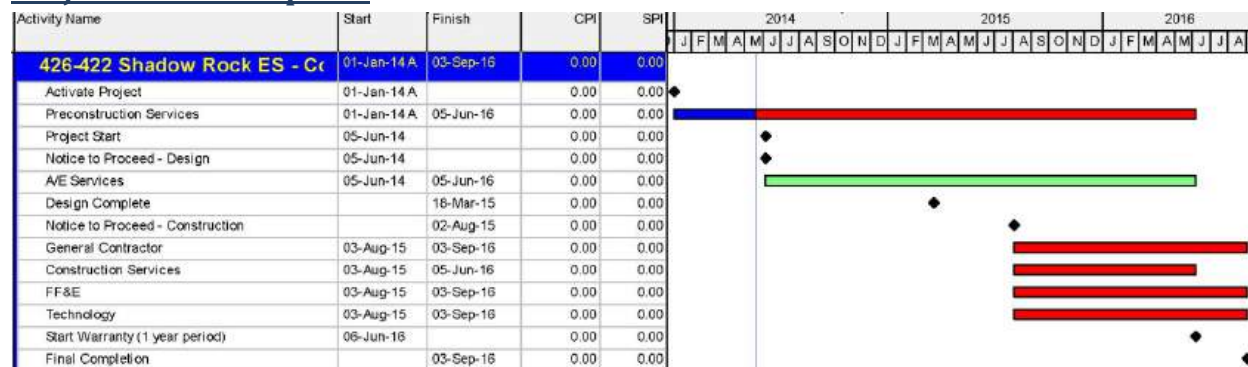 Activity Name Start Finish CPI SPI 2014 2015 2016
J F M A M J J A S O N D J F M A M J J A S O N D J F M A M J J A
426-422 Shadow Rock ES - Cc 01-Jan-14 A 03-Sep-16 0.00 0.00
Activate Project 01-Jan-14 A 0.00 0.00
Preconstruction Services 01-Jan-14 A 05-Jun-16 0.00 0.00
Project Start 05-Jun-14 0.00 0.00
Notice to Proceed - Design 05-Jun-14 0.00 0.00
A/E Services 05-Jun-14 05-Jun-16 0.00 0.00
Design Complete 18-Mar-15 0.00 0.00
Notice to Proceed - Construction 02-Aug-15 0.00 0.00
General Contractor 03-Aug-15 03-Sep-16 0.00 0.00
Construction Services 03-Aug-15 05-Jun-16 0.00 0.00
FF&E 03-Aug-15 03-Sep-16 0.00 0.00
Technology 03-Aug-15 03-Sep-16 0.00 0.00
Start Warranty (1 year period) 06-Jun-16 0.00 0.00
Final Completion 03-Sep-16 0.00 0.00